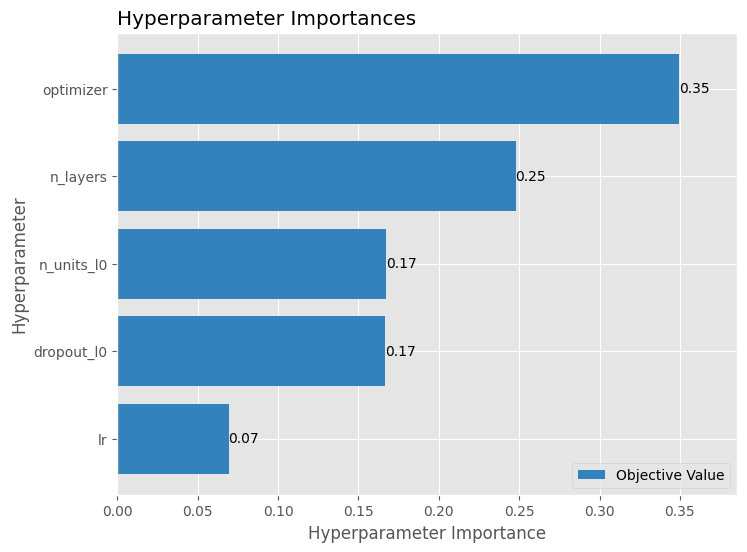 Hyperparameter Importances
Hyperparameter
optimizer
0.35
n_layers
0.25
n_units_l0
0.17
dropout_l0
0.17
lr
0.07
Objective Value
0.00 0.05 0.10 0.15 0.20 0.25 0.30 0.35
Hyperparameter Importance